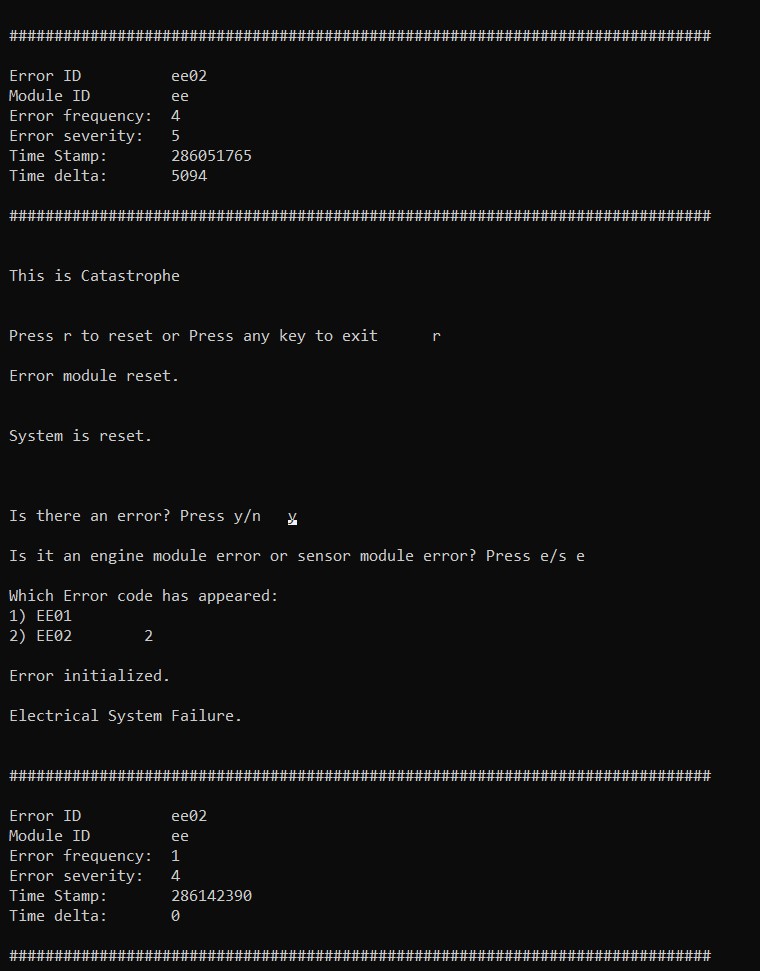 ##############################################################################
Error ID          ee02
Module ID         ee
Error frequency:  4
Error severity:   5
Time Stamp:       286051765
Time delta:       5094
##############################################################################
This is Catastrophe
Press r to reset or Press any key to exit      r
Error module reset.
System is reset.
Is there an error? Press y/n   y
Is it an engine module error or sensor module error? Press e/s e
Which Error code has appeared:
1) EE01
2) EE02        2
Error initialized.
Electrical System Failure.
##############################################################################
Error ID          ee02
Module ID         ee
Error frequency:  1
Error severity:   4
Time Stamp:       286142390
Time delta:       0
##############################################################################